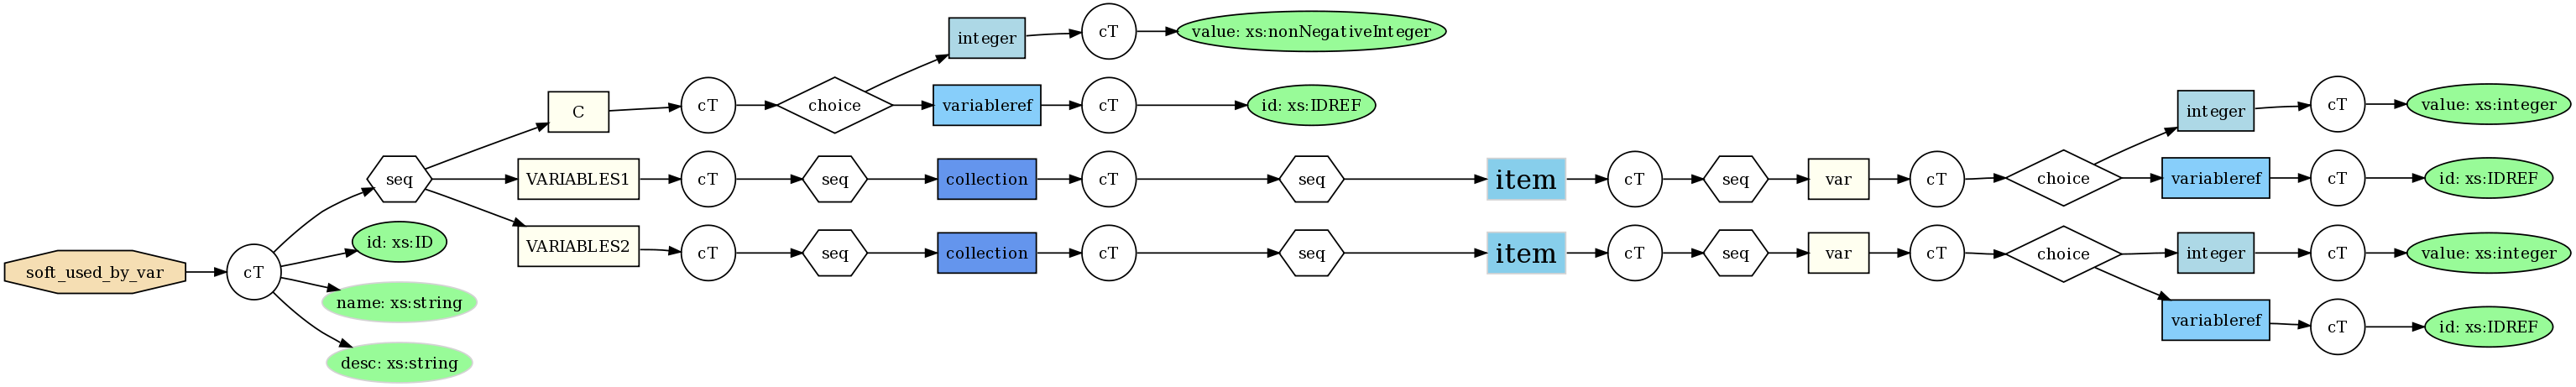 soft_used_by_var
cT
seq
id: xs:ID
name: xs:string
desc: xs:string
C
cT
choice
integer
cT
value: xs:nonNegativeInteger
variableref
cT
id: xs:IDREF
VARIABLES1
cT
seq
collection
cT
seq
item
cT
seq
var
cT
choice
integer
cT
value: xs:integer
variableref
cT
id: xs:IDREF
VARIABLES2
cT
seq
collection
cT
seq
item
cT
seq
var
cT
choice
integer
cT
value: xs:integer
variableref
cT
id: xs:IDREF